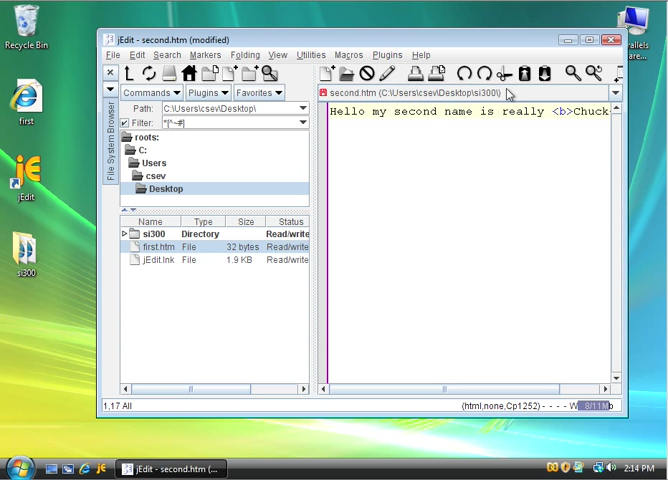 Recycle Bin
first
jEdit
si300
arallels
are...
jEdit - second.htm (modified)
File Edit Search Markers Folding View Utilities Macros Plugins Help
File System Browser
Commands Plugins Favorites
Path: C:\Users\csev\Desktop\
Filter: *[^~#]
roots:
C:
Users
csev
Desktop
Name Type Size Status
si300 Directory Read/write
first.htm File 32 bytes Read/write
jEdit.lnk File 1.9 KB Read/write
second.htm (C:\Users\csev\Desktop\si300\)
Hello my second name is really <b>Chuck
1,17 All
(html,none,Cp1252) - - - - W 8/11Mb
jEdit - second.htm (...
2:14 PM